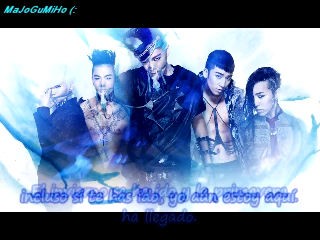 MaJoGuMiHo (:
incluso si te has ido, yo aún estoy aquí.
ha llegado.